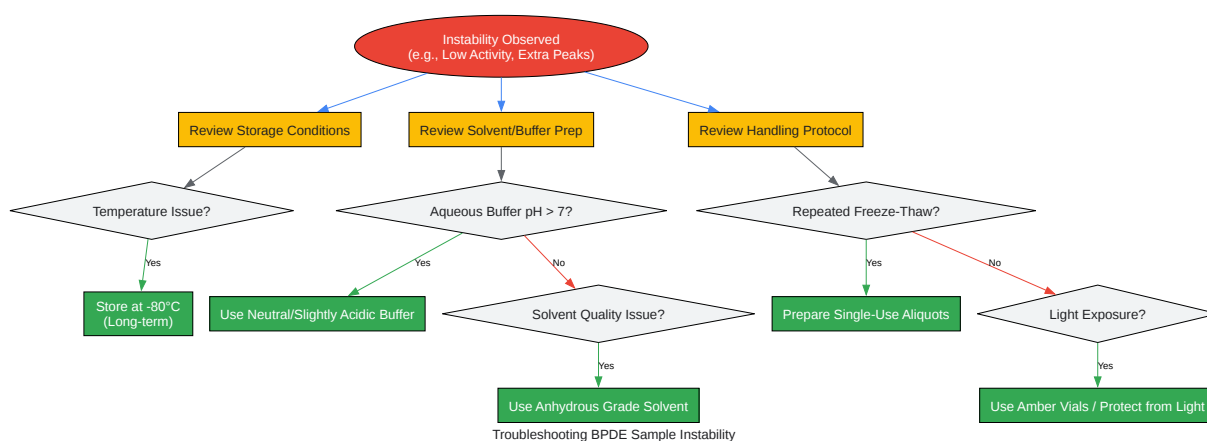 Instability Observed
(e.g., Low Activity, Extra Peaks)
Review Storage Conditions
Review Solvent/Buffer Prep
Review Handling Protocol
Temperature Issue?
Aqueous Buffer pH > 7?
Repeated Freeze-Thaw?
Yes
Yes
No
Yes
No
Store at -80°C
(Long-term)
Use Neutral/Slightly Acidic Buffer
Solvent Quality Issue?
Prepare Single-Use Aliquots
Light Exposure?
Yes
Yes
Use Anhydrous Grade Solvent
Use Amber Vials / Protect from Light
Troubleshooting BPDE Sample Instability